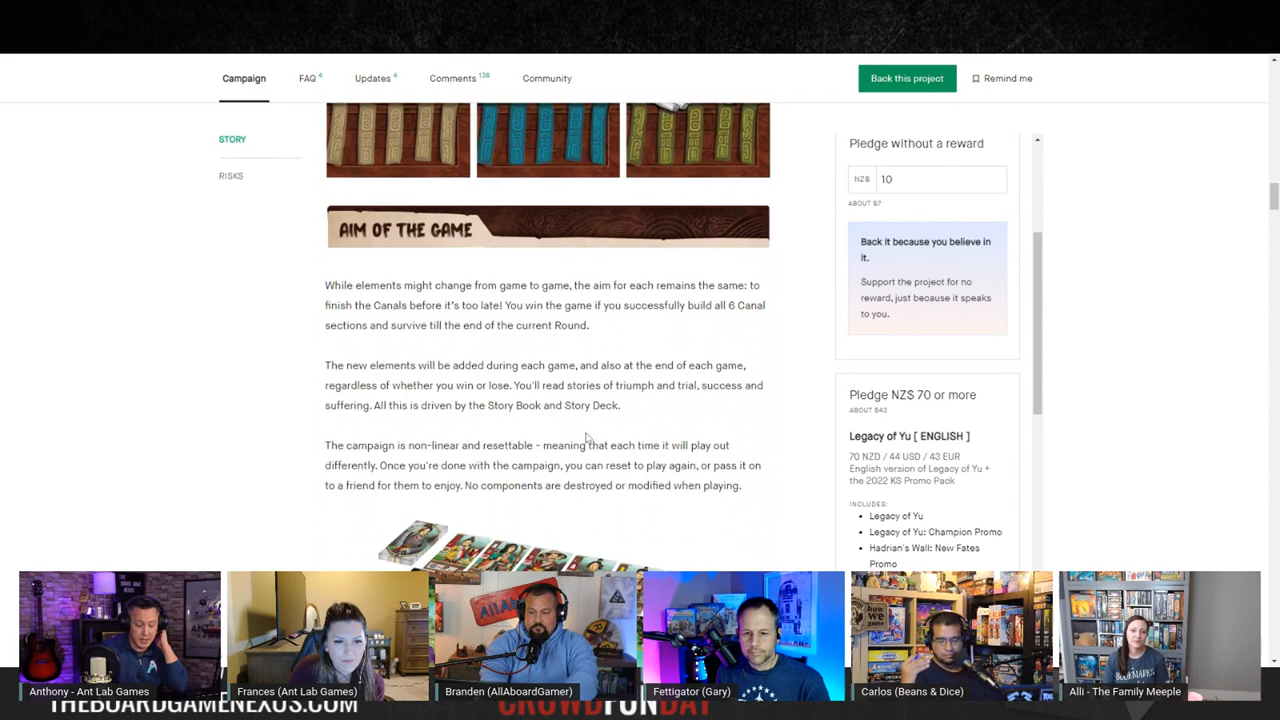 Campaign
FAQ 4
Updates 4
Comments 136
Community
Back this project
Remind me
STORY
RISKS
AIM OF THE GAME
While elements might change from game to game, the aim for each remains the same: to
finish the Canals before it's too late! You win the game if you successfully build all 6 Canal
sections and survive till the end of the current Round.
The new elements will be added during each game, and also at the end of each game,
regardless of whether you win or lose. You'll read stories of triumph and trial, success and
suffering. All this is driven by the Story Book and Story Deck.
The campaign is non-linear and resettable - meaning that each time it will play out
differently. Once you're done with the campaign, you can reset to play again, or pass it on
to a friend for them to enjoy. No components are destroyed or modified when playing.
Pledge without a reward
NZ$ 10
ABOUT $7
Back it because you believe in
it.
Support the project for no
reward, just because it speaks
to you.
Pledge NZ$ 70 or more
ABOUT $43
Legacy of Yu [ ENGLISH ]
70 NZD / 44 USD / 43 EUR
English version of Legacy of Yu +
the 2022 KS Promo Pack
INCLUDES:
Legacy of Yu
Legacy of Yu: Champion Promo
Hadrian's Wall: New Fates
Promo
how we game
BOOKMARKS
Anthony - Ant Lab Games
Frances (Ant Lab Games)
Branden (AllAboardGamer)
Fettigator (Gary)
Carlos (Beans & Dice)
Alli - The Family Meeple
THEBOARDGAMENEXUS.COM
CROWDFUNDAY